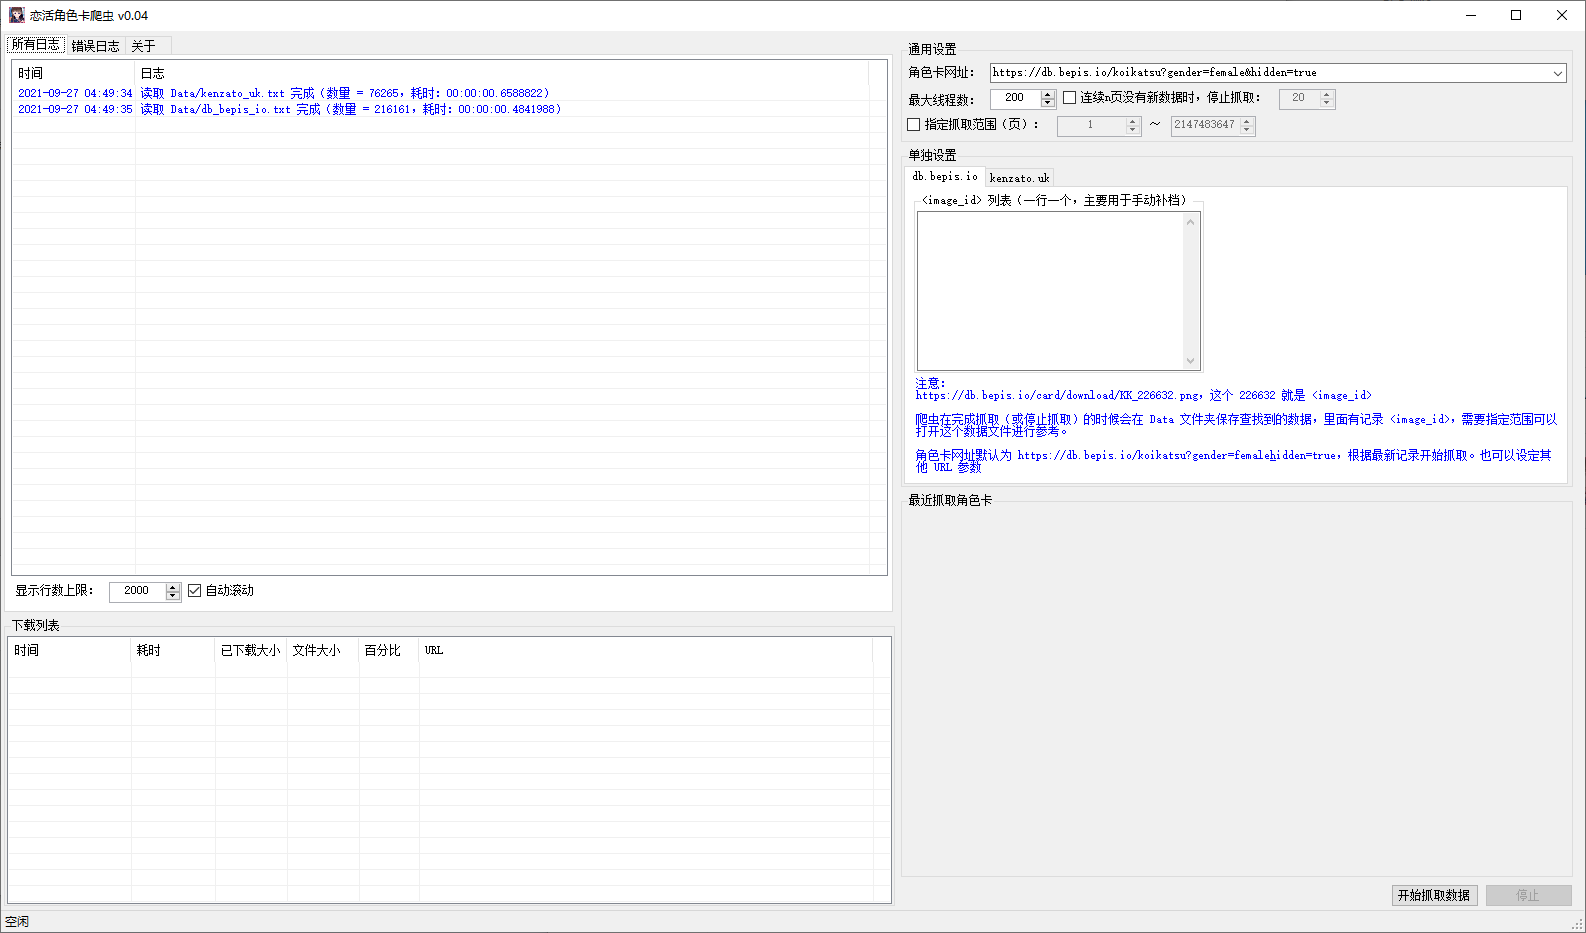 恋活角色卡爬虫 v0.04
所有日志 错误日志 关于
时间 日志
2021-09-27 04:49:34 读取 Data/kenzato_uk.txt 完成（数量 = 76265，耗时：00:00:00.6588822）
2021-09-27 04:49:35 读取 Data/db_bepis_io.txt 完成（数量 = 216161，耗时：00:00:00.4841988）
显示行数上限： 2000 自动滚动
下载列表
时间 耗时 已下载大小 文件大小 百分比 URL
空闲
通用设置
角色卡网址： https://db.bepis.io/koikatsu?gender=female&hidden=true
最大线程数： 200 连续n页没有新数据时，停止抓取： 20
指定抓取范围（页）： 1 ～ 2147483647
单独设置
db.bepis.io kenzato.uk
<image_id> 列表（一行一个，主要用于手动补档）
注意：
https://db.bepis.io/card/download/KK_226632.png，这个 226632 就是 <image_id>
爬虫在完成抓取（或停止抓取）的时候会在 Data 文件夹保存查找到的数据，里面有记录 <image_id>，需要指定范围可以
打开这个数据文件进行参考。
角色卡网址默认为 https://db.bepis.io/koikatsu?gender=femalehidden=true，根据最新记录开始抓取。也可以设定其
他 URL 参数
最近抓取角色卡
开始抓取数据 停止